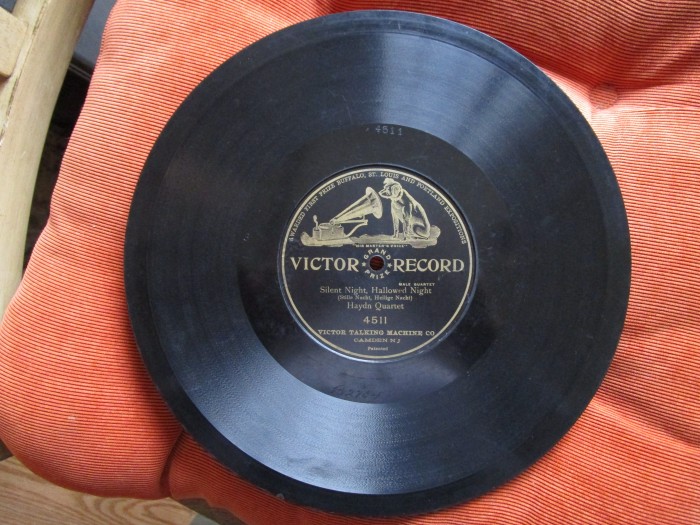 4511
AWARDED FIRST PRIZE BUFFALO, ST. LOUIS AND PORTLAND EXPOSITIONS
"HIS MASTER'S VOICE"
VICTOR GRAND PRIZE RECORD
MALE QUARTET
Silent Night, Hallowed Night
(Stille Nacht, Heilige Nacht)
Haydn Quartet
4511
VICTOR TALKING MACHINE CO.
CAMDEN N J
Patented